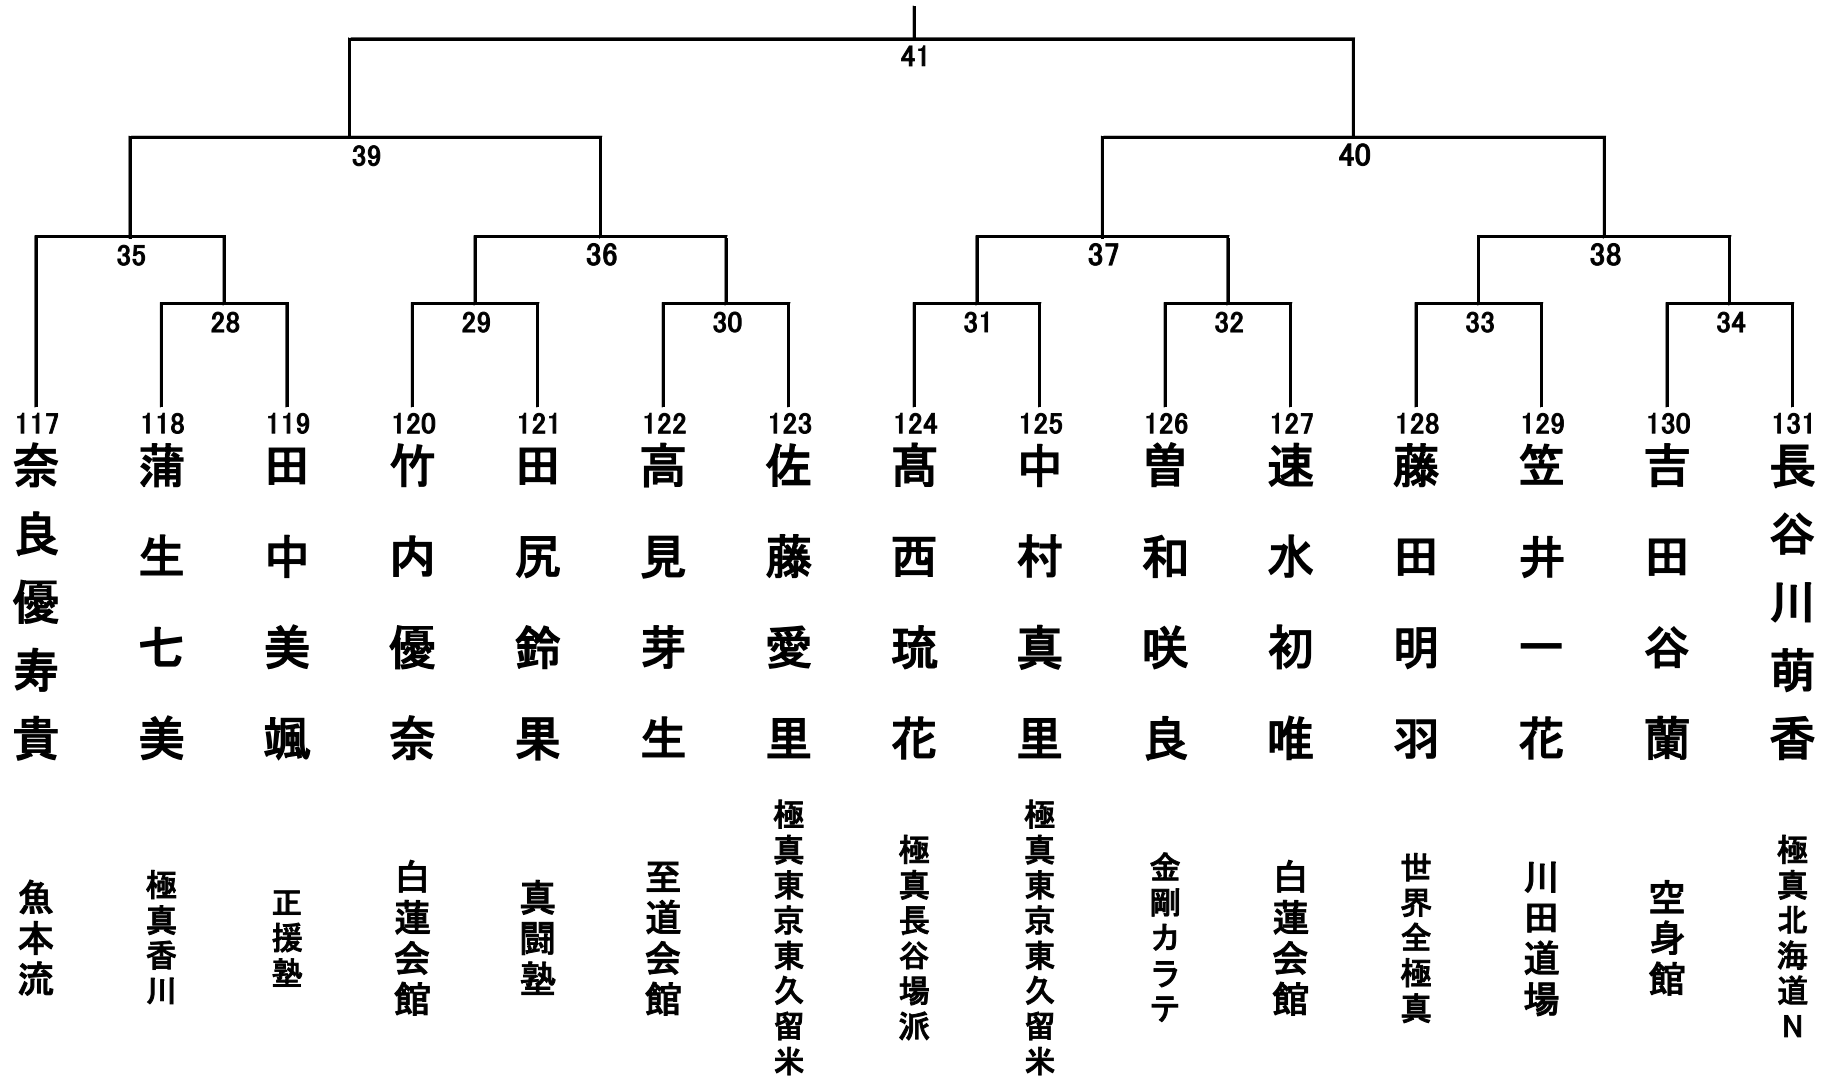 41
39
40
35
36
37
38
28
29
30
31
32
33
34
117
118
119
120
121
122
123
124
125
126
127
128
129
130
131
奈良優寿貴
蒲生七美
田中美颯
竹内優奈
田尻鈴果
高見芽生
佐藤愛里
髙西琉花
中村真里
曽和咲良
速水初唯
藤田明羽
笠井一花
吉田谷蘭
長谷川萌香
魚本流
極真香川
正援塾
白蓮会館
真闘塾
至道会館
極真東京東久留米
極真長谷場派
極真東京東久留米
金剛カラテ
白蓮会館
世界全極真
川田道場
空身館
極真北海道N